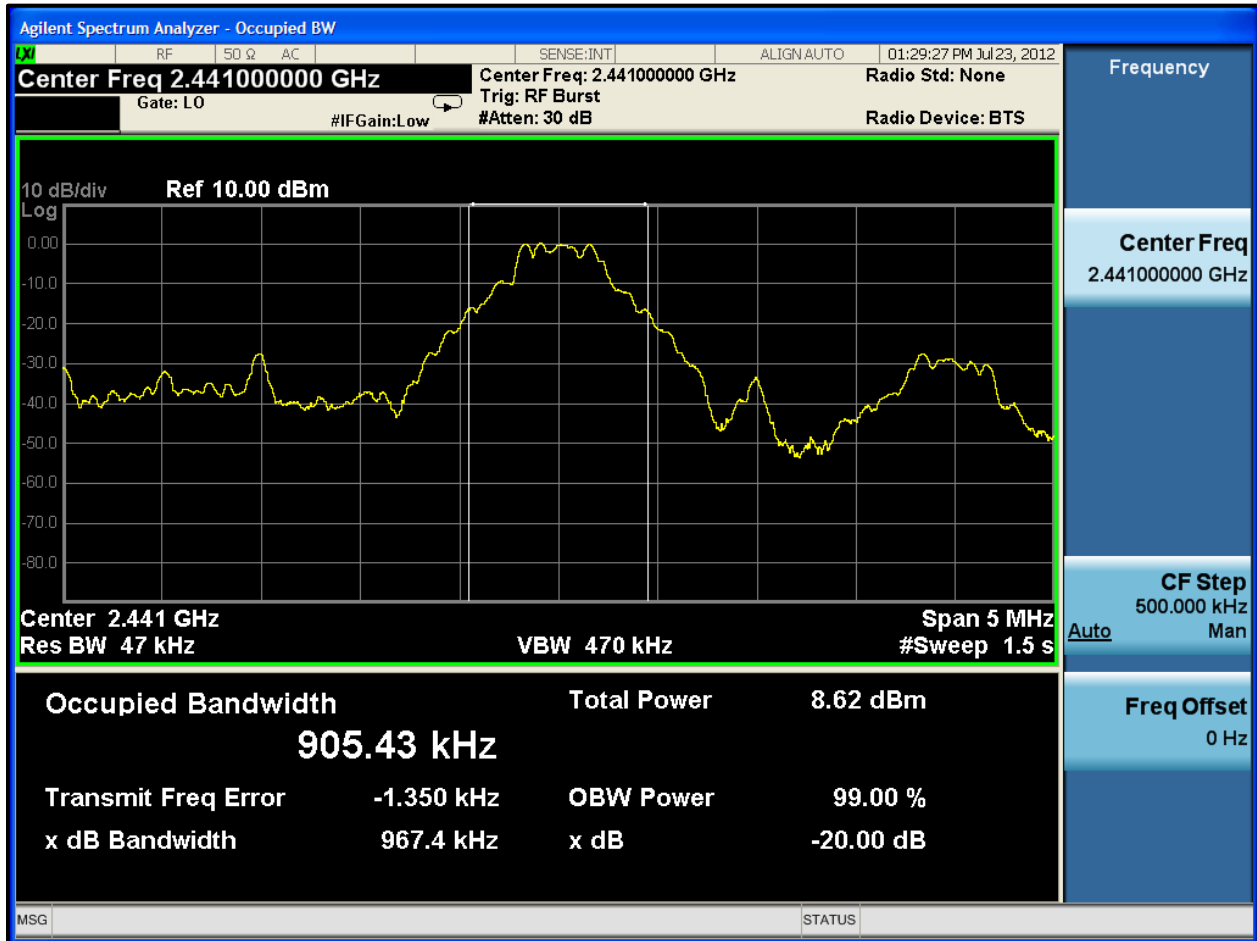 Agilent Spectrum Analyzer - Occupied BW
LXI RF 50 Ω AC SENSE:INT ALIGN AUTO 01:29:27 PM Jul 23, 2012
Center Freq 2.441000000 GHz
Gate: LO
#IFGain:Low
Center Freq: 2.441000000 GHz
Trig: RF Burst
#Atten: 30 dB
Radio Std: None
Radio Device: BTS
10 dB/div Ref 10.00 dBm
Log
0.00
-10.0
-20.0
-30.0
-40.0
-50.0
-60.0
-70.0
-80.0
Center 2.441 GHz Span 5 MHz
Res BW 47 kHz VBW 470 kHz #Sweep 1.5 s
Occupied Bandwidth Total Power 8.62 dBm
905.43 kHz
Transmit Freq Error -1.350 kHz OBW Power 99.00 %
x dB Bandwidth 967.4 kHz x dB -20.00 dB
Frequency
Center Freq
2.441000000 GHz
CF Step
500.000 kHz
Auto Man
Freq Offset
0 Hz
MSG STATUS